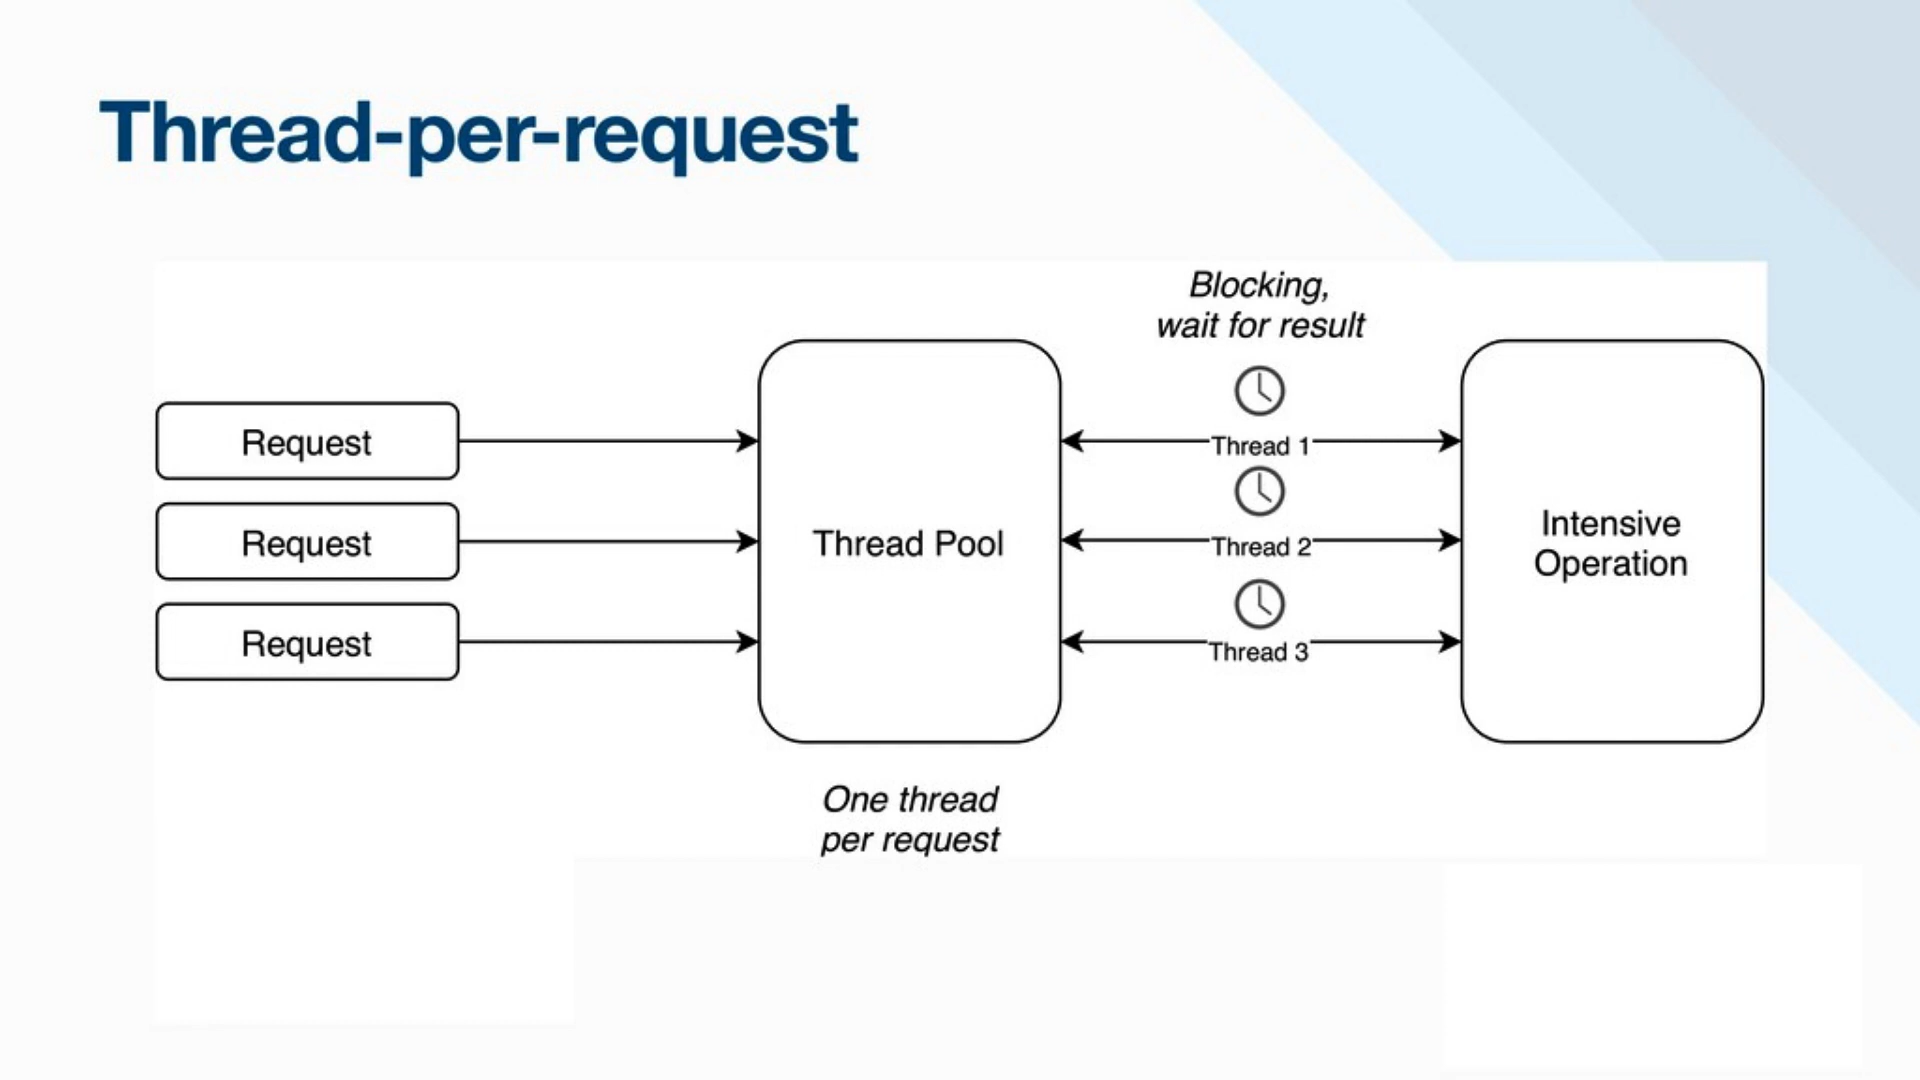 Thread-per-request
Blocking,
wait for result
Request
Request
Request
Thread Pool
Thread 1
Thread 2
Thread 3
Intensive
Operation
One thread
per request